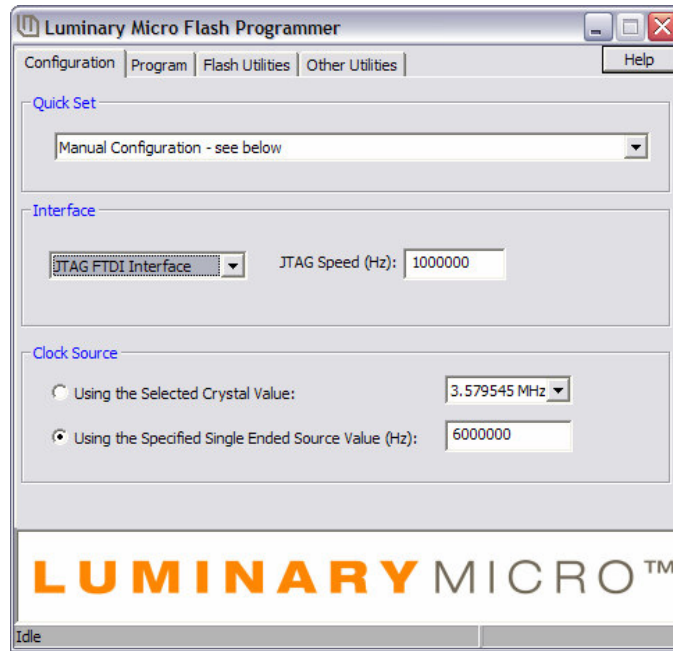 Luminary Micro Flash Programmer
Configuration Program Flash Utilities Other Utilities Help
Quick Set
Manual Configuration - see below
Interface
JTAG FTDI Interface JTAG Speed (Hz): 1000000
Clock Source
Using the Selected Crystal Value: 3.579545 MHz
Using the Specified Single Ended Source Value (Hz): 6000000
LUMINARYMICRO™
Idle